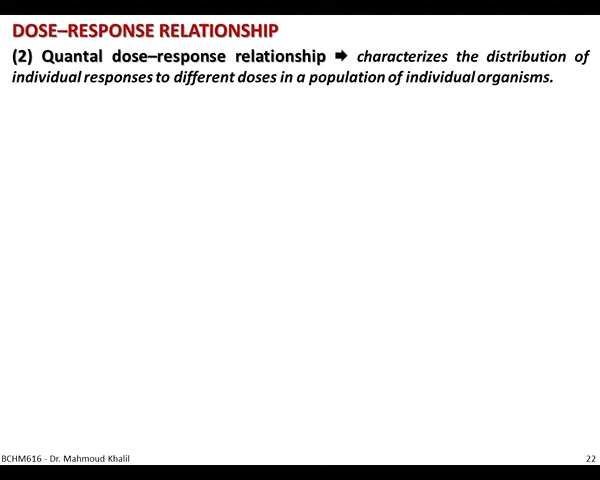 DOSE–RESPONSE RELATIONSHIP
(2) Quantal dose–response relationship 🡆 characterizes the distribution of
individual responses to different doses in a population of individual organisms.
BCHM616 - Dr. Mahmoud Khalil
22